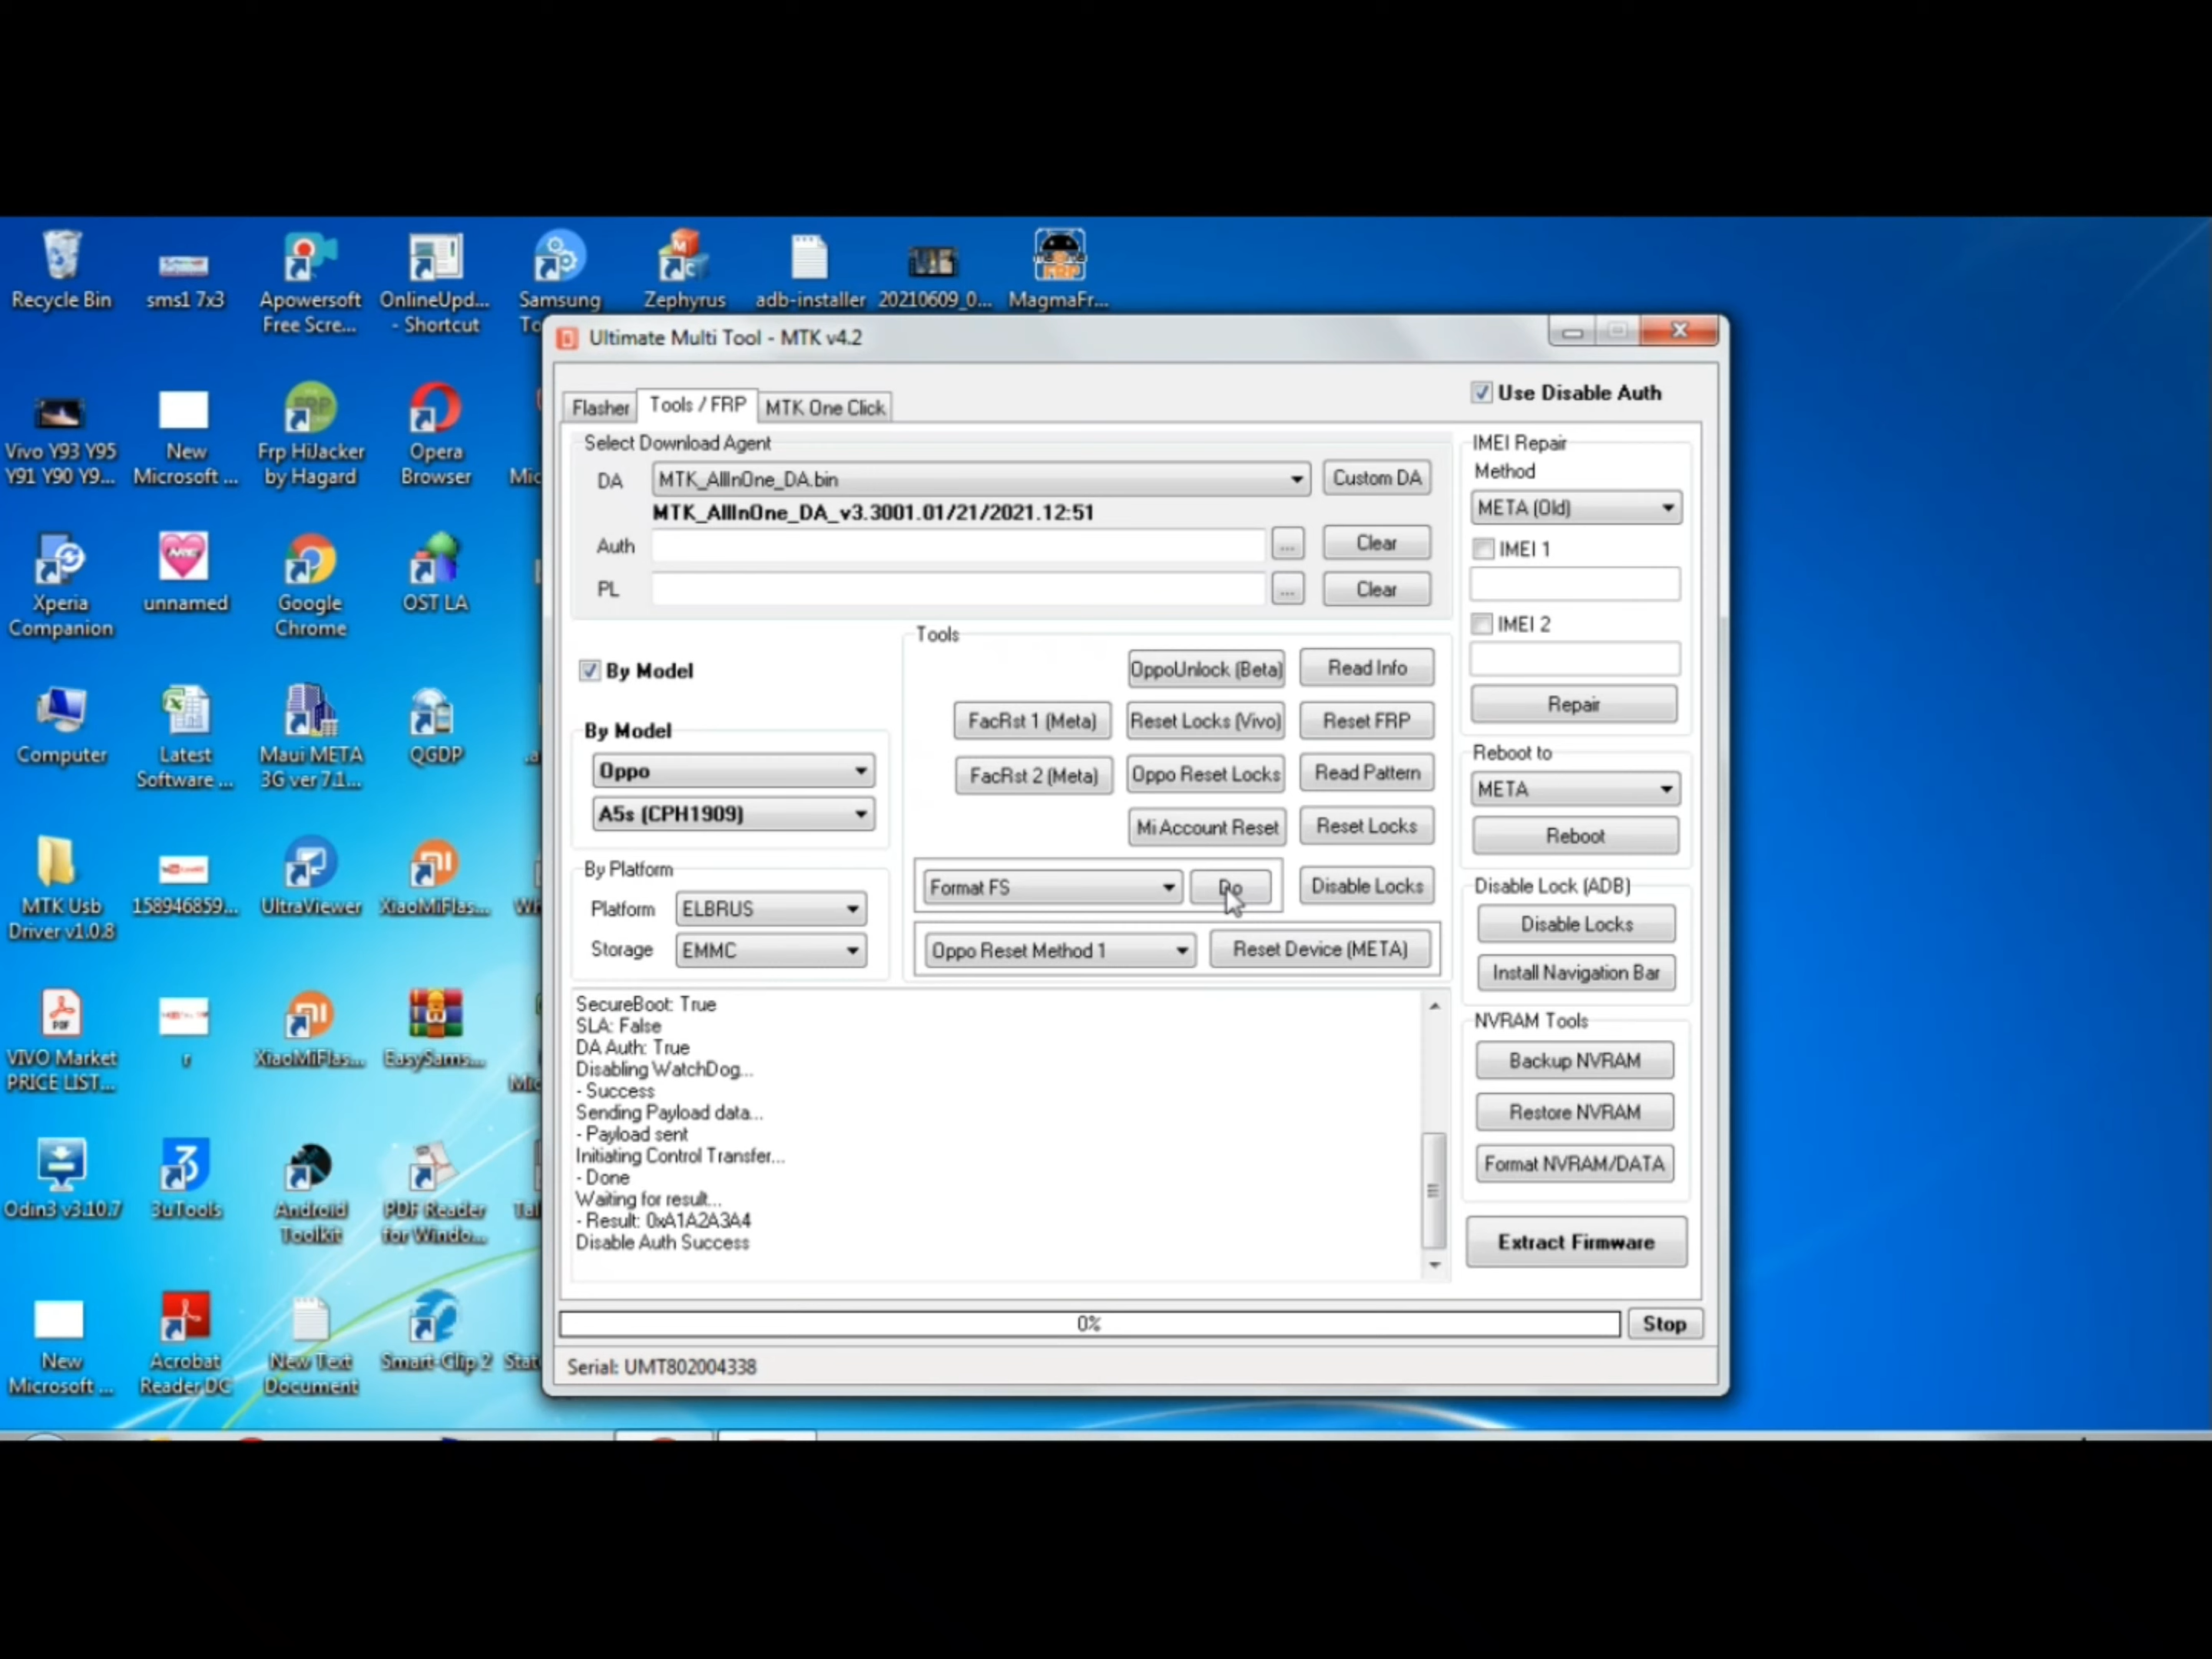 Recycle Bin
sms1 7x3
Apowersoft
Free Scre...
OnlineUpd...
- Shortcut
Samsung
To
Zephyrus
adb-installer
20210609_0...
MagmaFr...
Vivo Y93 Y95
Y91 Y90 Y9...
New
Microsoft ...
Frp HiJacker
by Hagard
Opera
Browser
Mic
Xperia
Companion
unnamed
Google
Chrome
OST LA
Computer
Latest
Software ...
Maui META
3G ver 7.1...
QGDP
.a
MTK Usb
Driver v1.0.8
158946859...
UltraViewer
XiaoMiFlas...
VIVO Market
PRICE LIST...
r
XiaoMiFlas...
EasySams...
Mic
Odin3 v3.10.7
3uTools
Android
Toolkit
PDF Reader
for Windo...
Tal
New
Microsoft ...
Acrobat
Reader DC
New Text
Document
Smart-Clip 2
Stat
Ultimate Multi Tool - MTK v4.2
Flasher
Tools / FRP
MTK One Click
Use Disable Auth
Select Download Agent
DA
MTK_AllInOne_DA.bin
Custom DA
MTK_AllInOne_DA_v3.3001.01/21/2021.12:51
Auth
...
Clear
PL
...
Clear
By Model
By Model
Oppo
A5s (CPH1909)
By Platform
Platform
ELBRUS
Storage
EMMC
Tools
OppoUnlock (Beta)
Read Info
FacRst 1 (Meta)
Reset Locks (Vivo)
Reset FRP
FacRst 2 (Meta)
Oppo Reset Locks
Read Pattern
Mi Account Reset
Reset Locks
Format FS
Do
Disable Locks
Oppo Reset Method 1
Reset Device (META)
IMEI Repair
Method
META (Old)
IMEI 1
IMEI 2
Repair
Reboot to
META
Reboot
Disable Lock (ADB)
Disable Locks
Install Navigation Bar
NVRAM Tools
Backup NVRAM
Restore NVRAM
Format NVRAM/DATA
Extract Firmware
SecureBoot: True
SLA: False
DA Auth: True
Disabling WatchDog...
- Success
Sending Payload data...
- Payload sent
Initiating Control Transfer...
- Done
Waiting for result...
- Result: 0xA1A2A3A4
Disable Auth Success
0%
Stop
Serial: UMT802004338